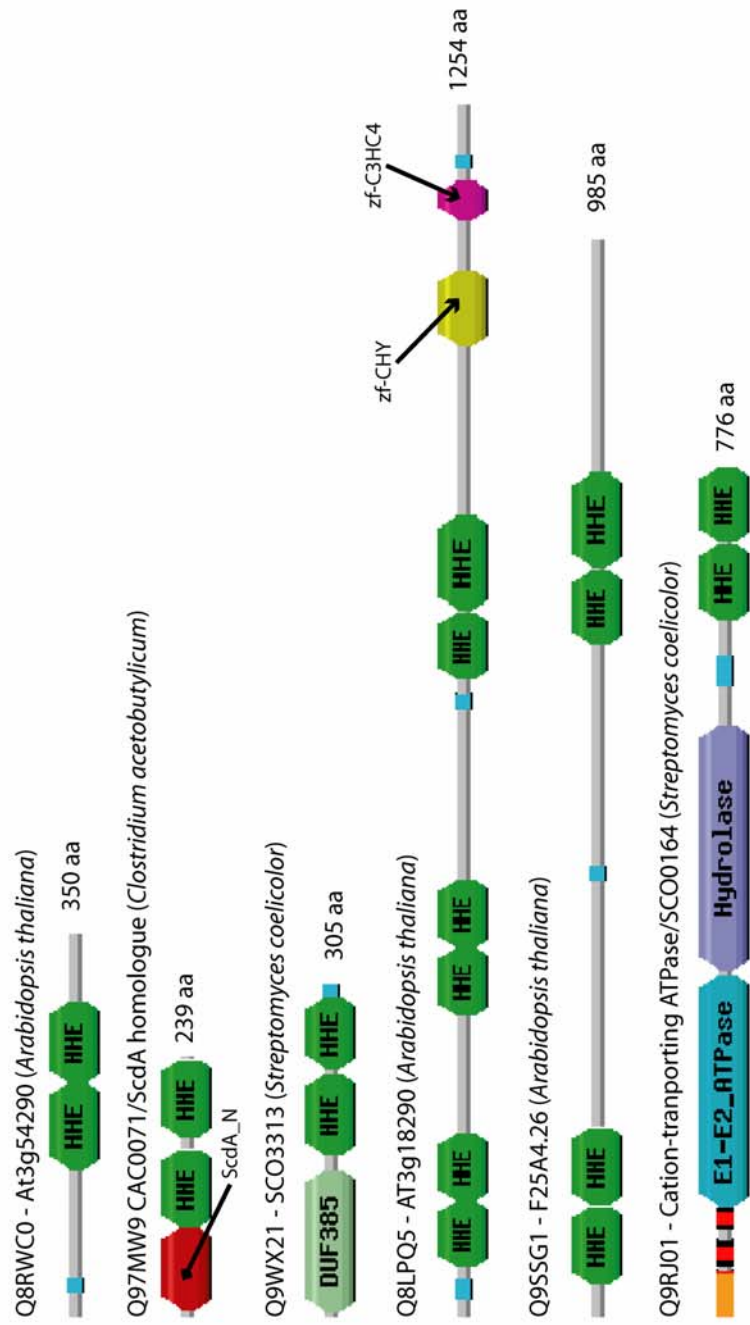 Q8RWC0 - At3g54290 (Arabidopsis thaliana)
HHE HHE 350 aa
Q97MW9 CAC0071/ScdA homologue (Clostridium acetobutylicum)
HHE HHE 239 aa
ScdA_N
Q9WX21 - SCO3313 (Streptomyces coelicolor)
DUF385 HHE HHE 305 aa
Q8LPQ5 - AT3g18290 (Arabidopsis thaliana)
zf-CHY zf-C3HC4
HHE HHE HHE HHE HHE HHE 1254 aa
Q9SSG1 - F25A4.26 (Arabidopsis thaliana)
HHE HHE HHE HHE 985 aa
Q9RJ01 - Cation-tranporting ATPase/SCO00164 (Streptomyces coelicolor)
E1-E2_ATPase Hydrolase HHE HHE 776 aa